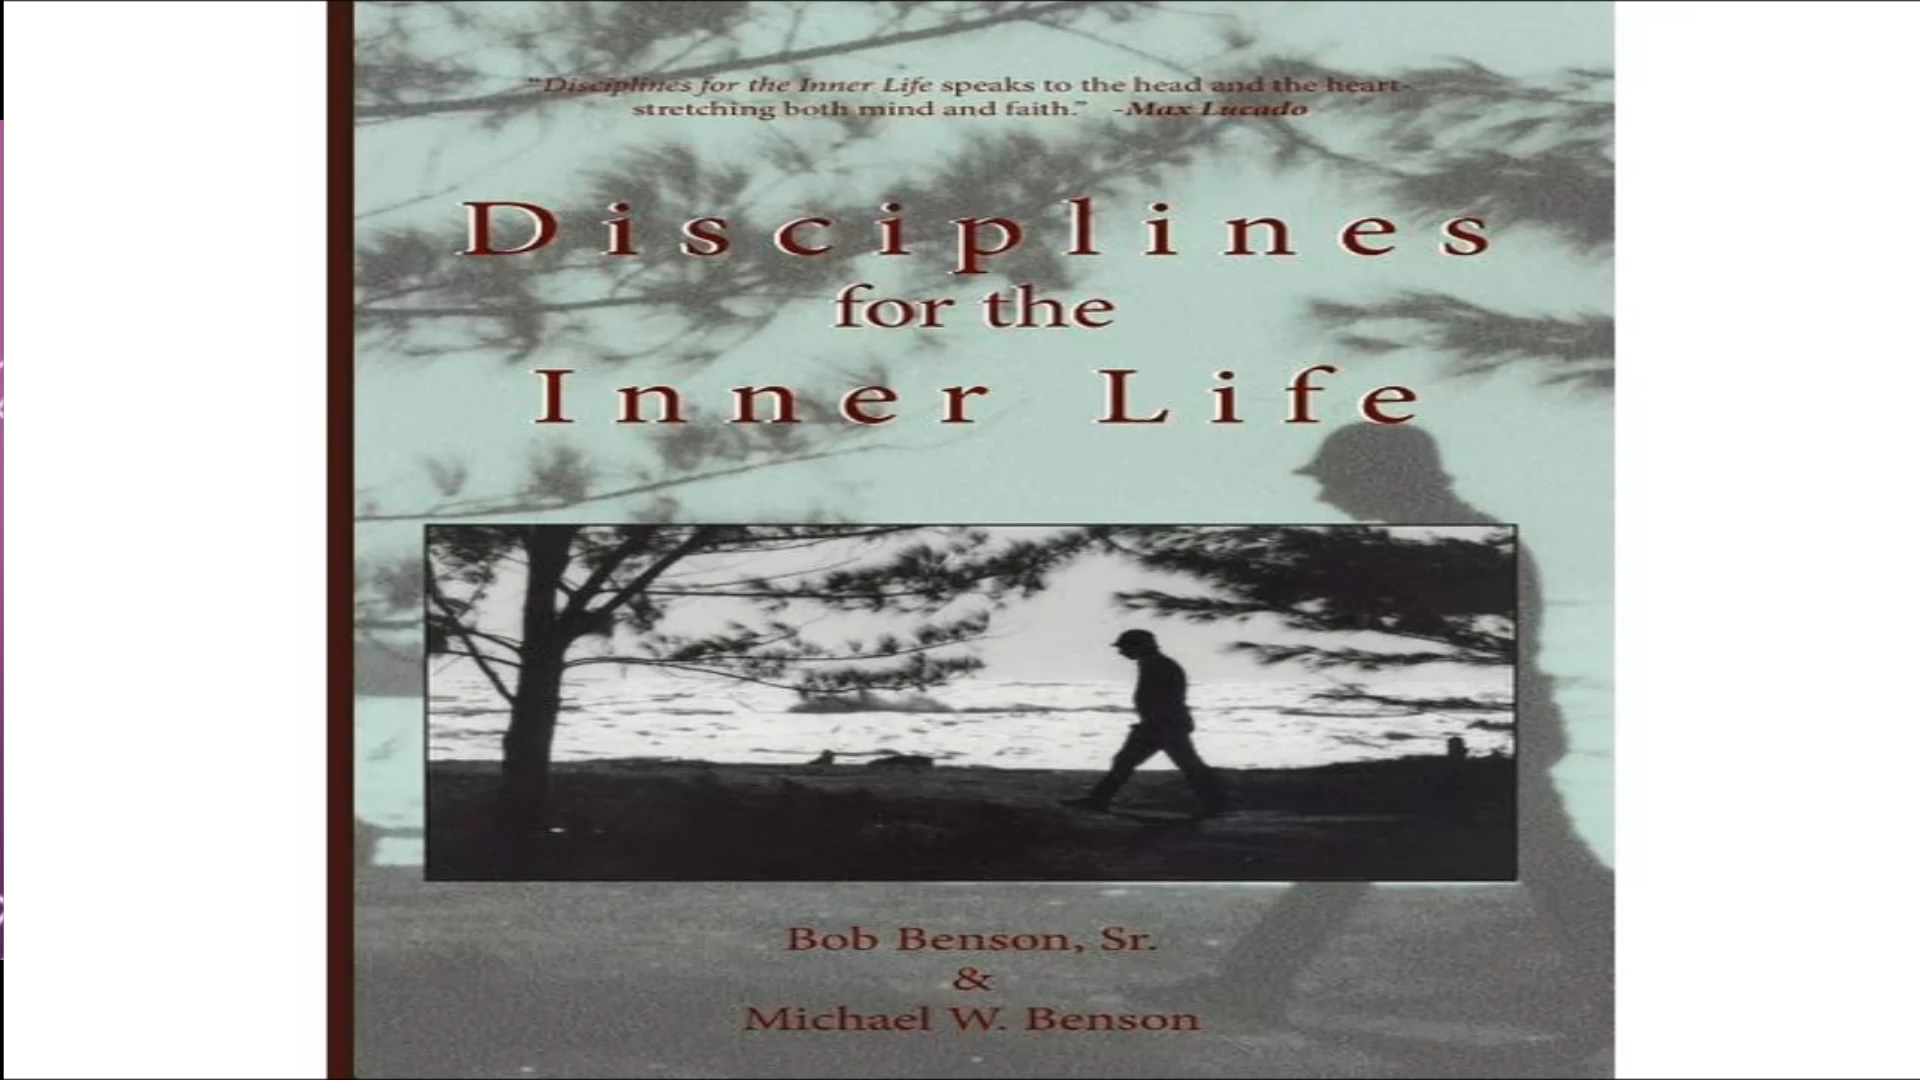 "Disciplines for the Inner Life speaks to the head and the heart-
stretching both mind and faith." -Max Lucado
Disciplines
for the
Inner Life
Bob Benson, Sr.
&
Michael W. Benson